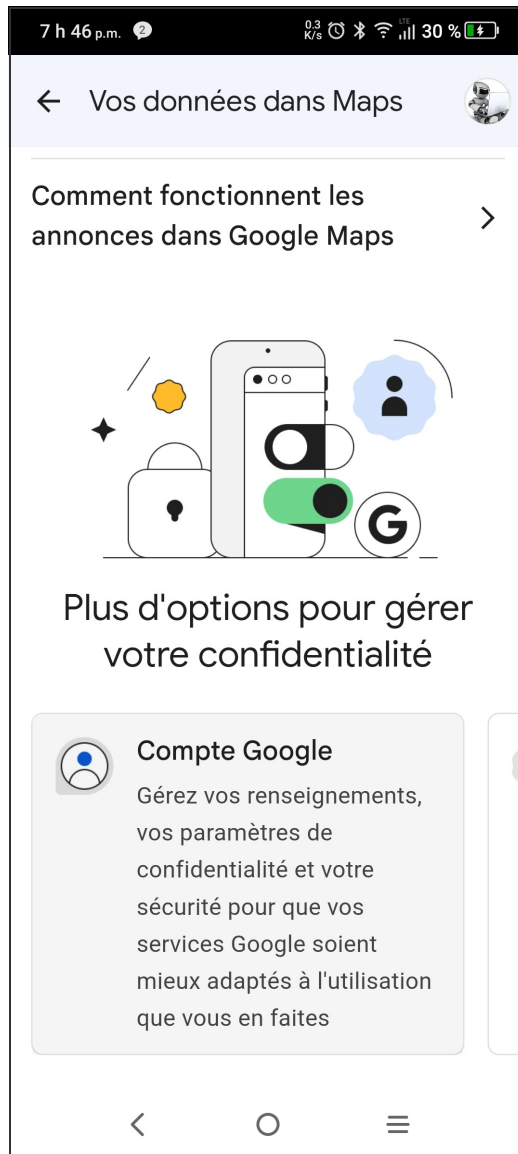 7 h 46 p.m. 2 0.3 K/s LTE 30 %
Vos données dans Maps
Comment fonctionnent les
annonces dans Google Maps
G
Plus d'options pour gérer
votre confidentialité
Compte Google
Gérez vos renseignements,
vos paramètres de
confidentialité et votre
sécurité pour que vos
services Google soient
mieux adaptés à l'utilisation
que vous en faites